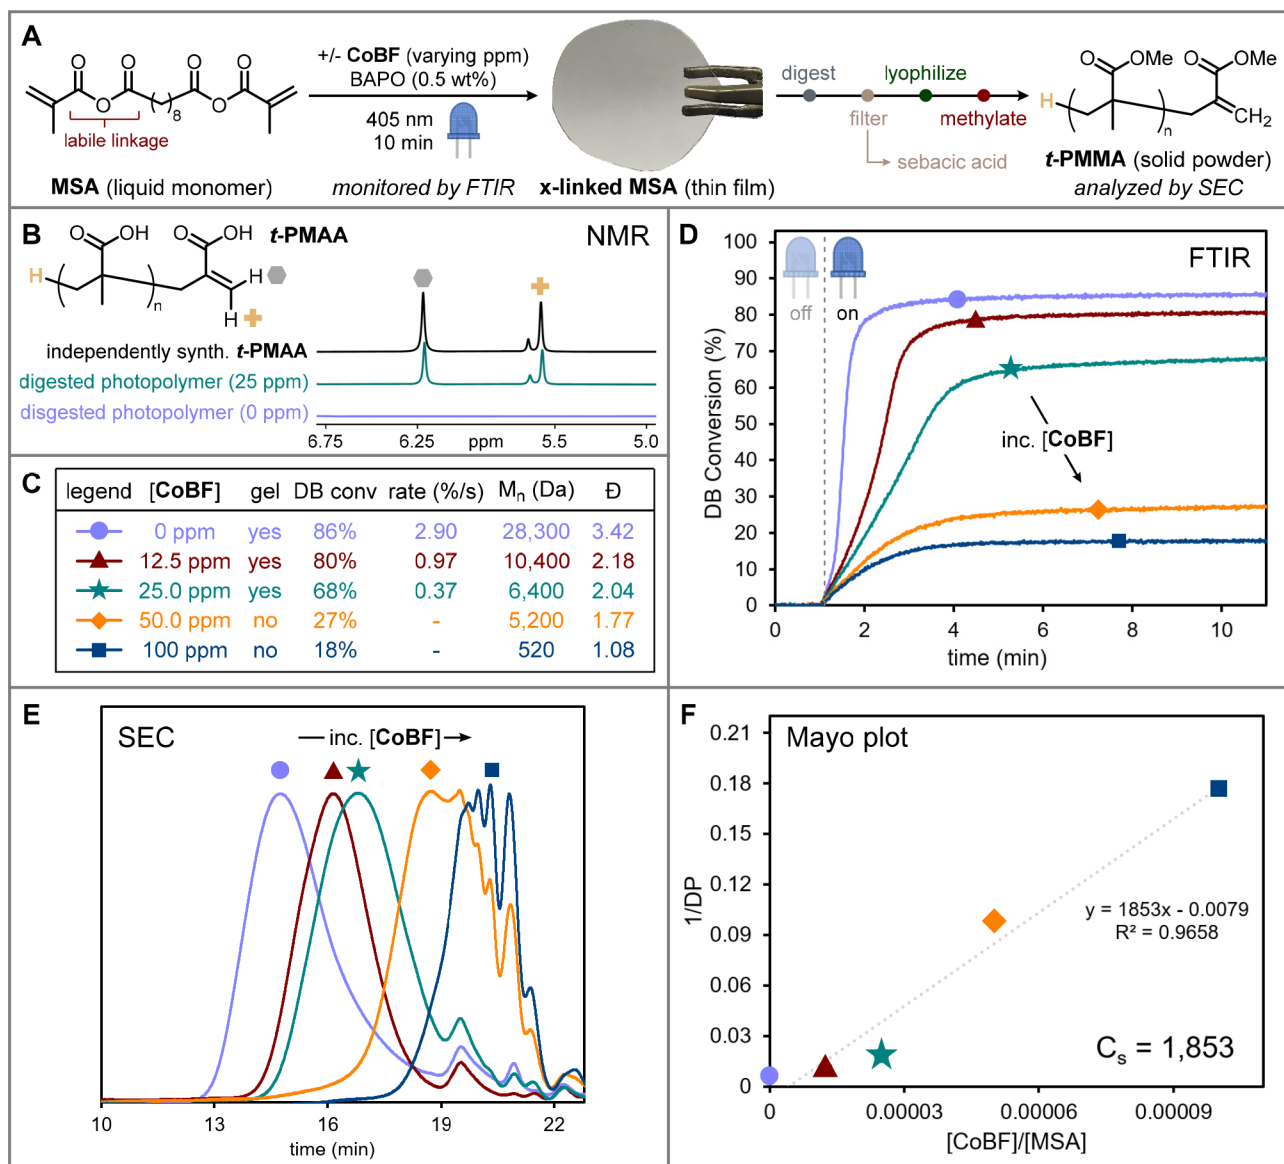 A
O O O O
O O
8
labile linkage
MSA (liquid monomer)
+/- CoBF (varying ppm)
BAPO (0.5 wt%)
405 nm
10 min
monitored by FTIR
x-linked MSA (thin film)
digest
lyophilize
filter
methylate
sebacic acid
O OMe O OMe
H
n
CH2
t-PMMA (solid powder)
analyzed by SEC
B
O OH O OH
t-PMAA
NMR
H
H
n
H
independently synth. t-PMAA
digested photopolymer (25 ppm)
disgested photopolymer (0 ppm)
6.75 6.25 ppm 5.5 5.0
C
legend [CoBF] gel DB conv rate (%/s) Mn (Da) Đ
0 ppm yes 86% 2.90 28,300 3.42
12.5 ppm yes 80% 0.97 10,400 2.18
25.0 ppm yes 68% 0.37 6,400 2.04
50.0 ppm no 27% - 5,200 1.77
100 ppm no 18% - 520 1.08
D
FTIR
off
on
inc. [CoBF]
DB Conversion (%)
100
90
80
70
60
50
40
30
20
10
0
0 2 4 6 8 10
time (min)
E
SEC
inc. [CoBF]
10 13 16 19 22
time (min)
F
Mayo plot
1/DP
0.21
0.18
0.15
0.12
0.09
0.06
0.03
0
y = 1853x - 0.0079
R² = 0.9658
Cs = 1,853
0 0.00003 0.00006 0.00009
[CoBF]/[MSA]